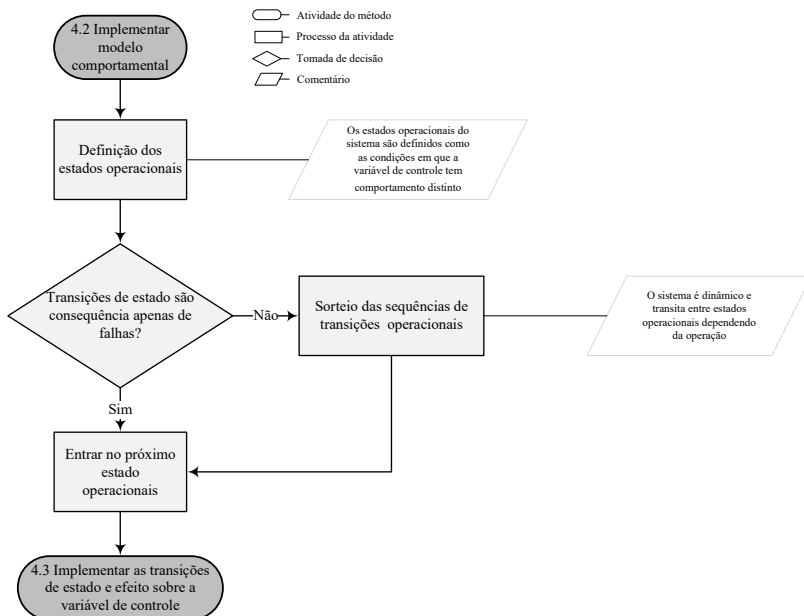 4.2 Implementar
modelo
comportamental
Atividade do método
Processo da atividade
Tomada de decisão
Comentário
Definição dos
estados operacionais
Os estados operacionais do
sistema são definidos como
as condições em que a
variável de controle tem
comportamento distinto
Transições de estado são
consequência apenas de
falhas?
Não
Sorteio das sequências de
transições operacionais
O sistema é dinâmico e
transita entre estados
operacionais dependendo
da operação
Sim
Entrar no próximo
estado
operacionais
4.3 Implementar as transições
de estado e efeito sobre a
variável de controle